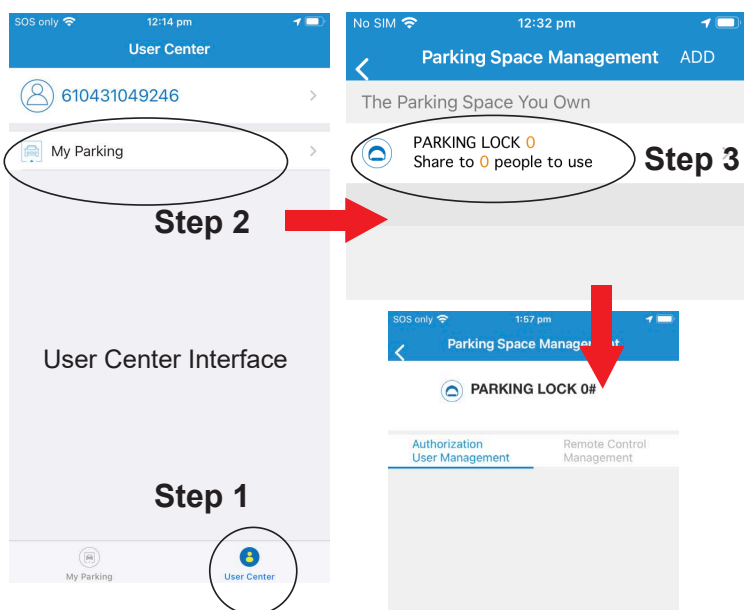 SOS only 12:14 pm
User Center
610431049246
My Parking
Step 2
User Center Interface
Step 1
My Parking
User Center
No SIM 12:32 pm
Parking Space Management ADD
The Parking Space You Own
PARKING LOCK 0
Share to 0 people to use
Step 3
SOS only 1:57 pm
Parking Space
PARKING LOCK 0#
Authorization
User Management
Remote Control
Management